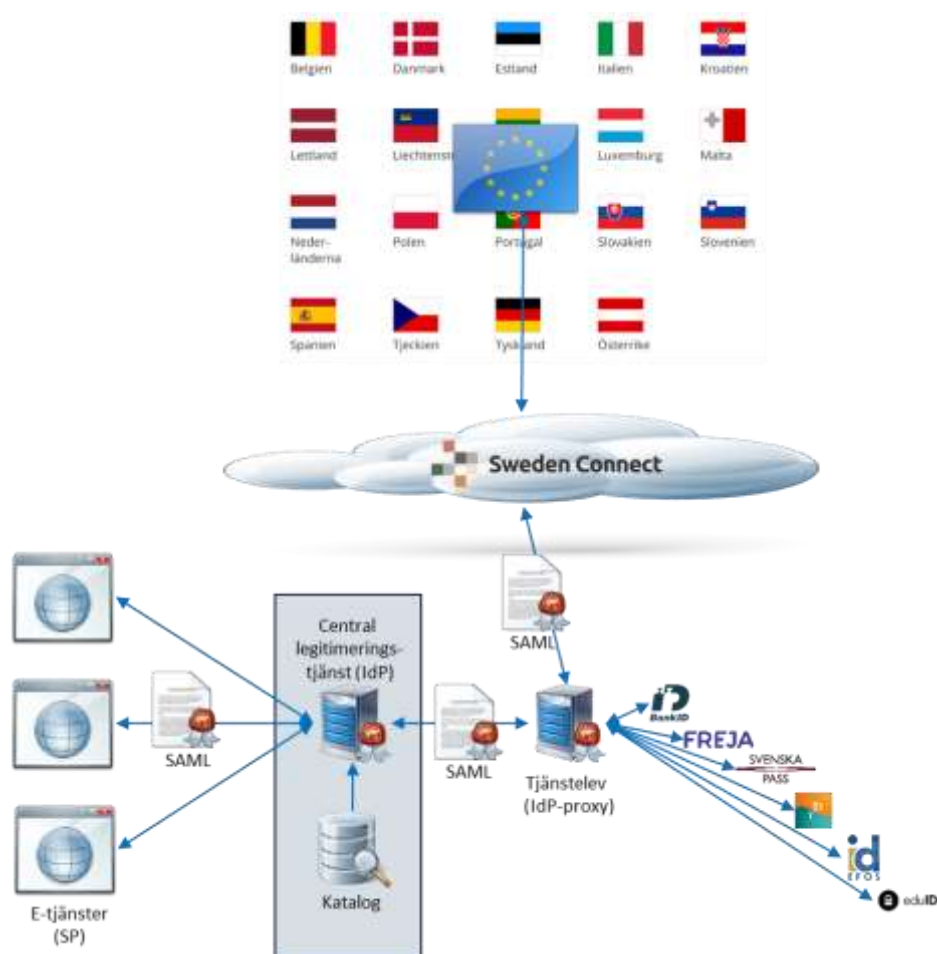 Belgien
Danmark
Estland
Italien
Kroatien
Lettland
Liechtenst
Luxemburg
Malta
Neder-
länderna
Polen
Portugal
Slovakien
Slovenien
Spanien
Tjeckien
Tyskland
Österrike
Sweden Connect
SAML
Central
legitimerings-
tjänst (IdP)
SAML
SAML
BankID
FREJA
SVENSKA
PASS
Tjänstelev
(IdP-proxy)
id
EFOS
eduID
Katalog
E-tjänster
(SP)